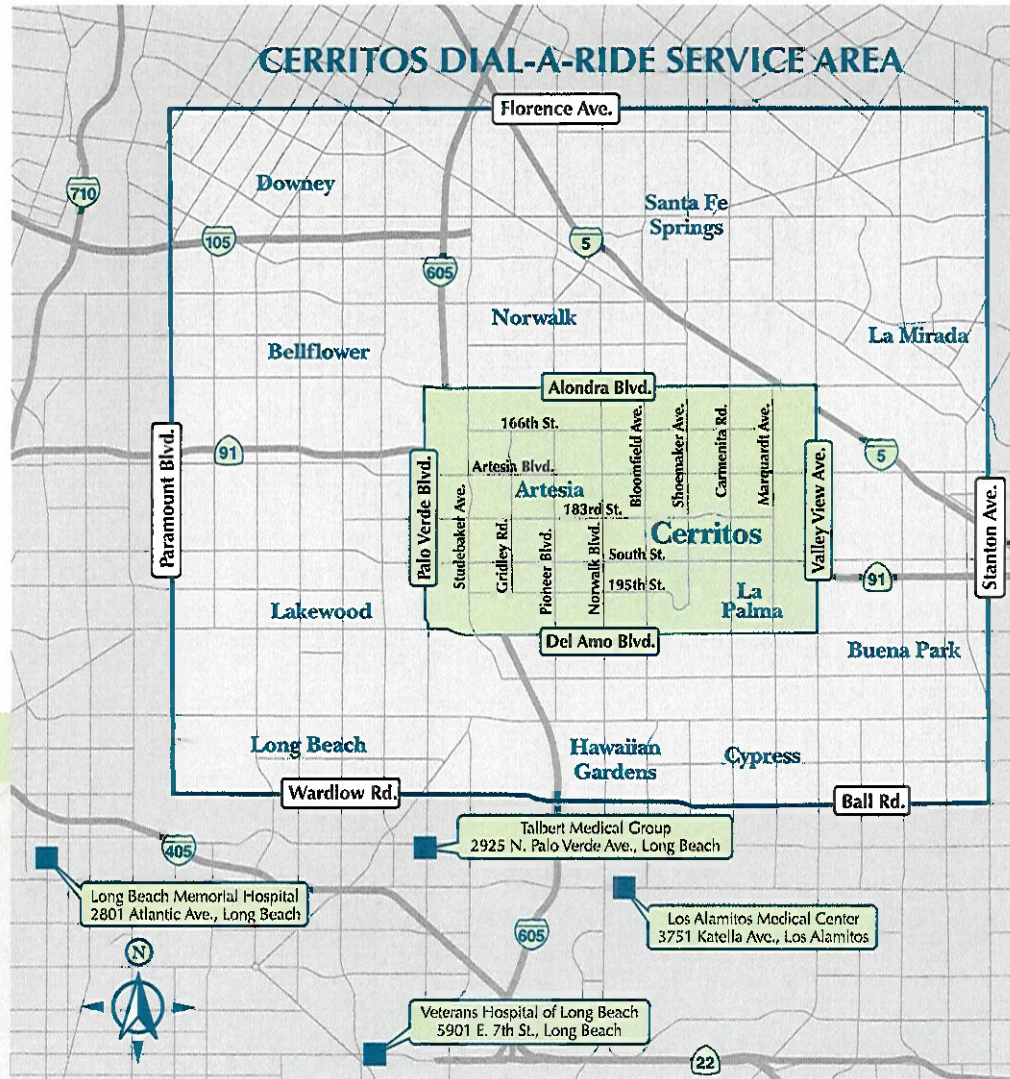 CERRITOS DIAL-A-RIDE SERVICE AREA
Florence Ave.
Downey
710
Santa Fe
Springs
105
5
605
Norwalk
La Mirada
Bellflower
Alondra Blvd.
166th St.
Bloomfield Ave.
Shoemaker Ave.
Carmenita Rd.
Marquardt Ave.
Paramount Blvd.
91
5
Palo Verde Blvd.
Artesia Blvd.
Artesia
Valley View Ave.
Stanton Ave.
Studebaker Ave.
183rd St.
Gridley Rd.
Pioneer Blvd.
Norwalk Blvd.
Cerritos
South St.
195th St.
91
La
Palma
Lakewood
Del Amo Blvd.
Buena Park
Long Beach
Hawaiian
Gardens
Cypress
Wardlow Rd.
Ball Rd.
Talbert Medical Group
2925 N. Palo Verde Ave., Long Beach
405
Long Beach Memorial Hospital
2801 Atlantic Ave., Long Beach
Los Alamitos Medical Center
3751 Katella Ave., Los Alamitos
605
N
Veterans Hospital of Long Beach
5901 E. 7th St., Long Beach
22